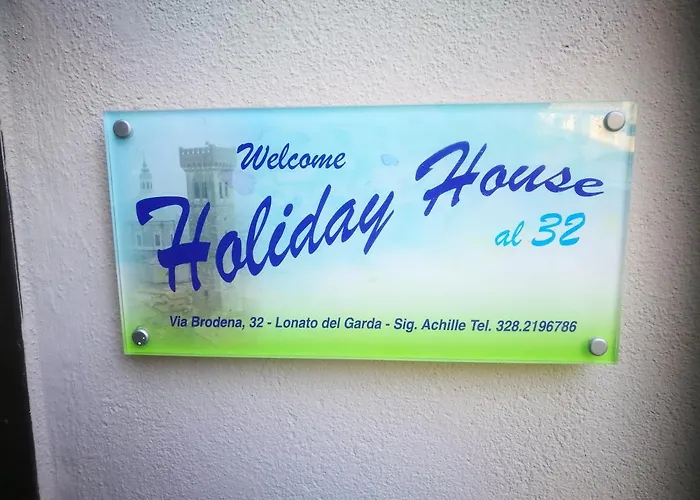 Welcome
Holiday House
al 32
Via Brodena, 32 - Lonato del Garda - Sig. Achille Tel. 328.2196786